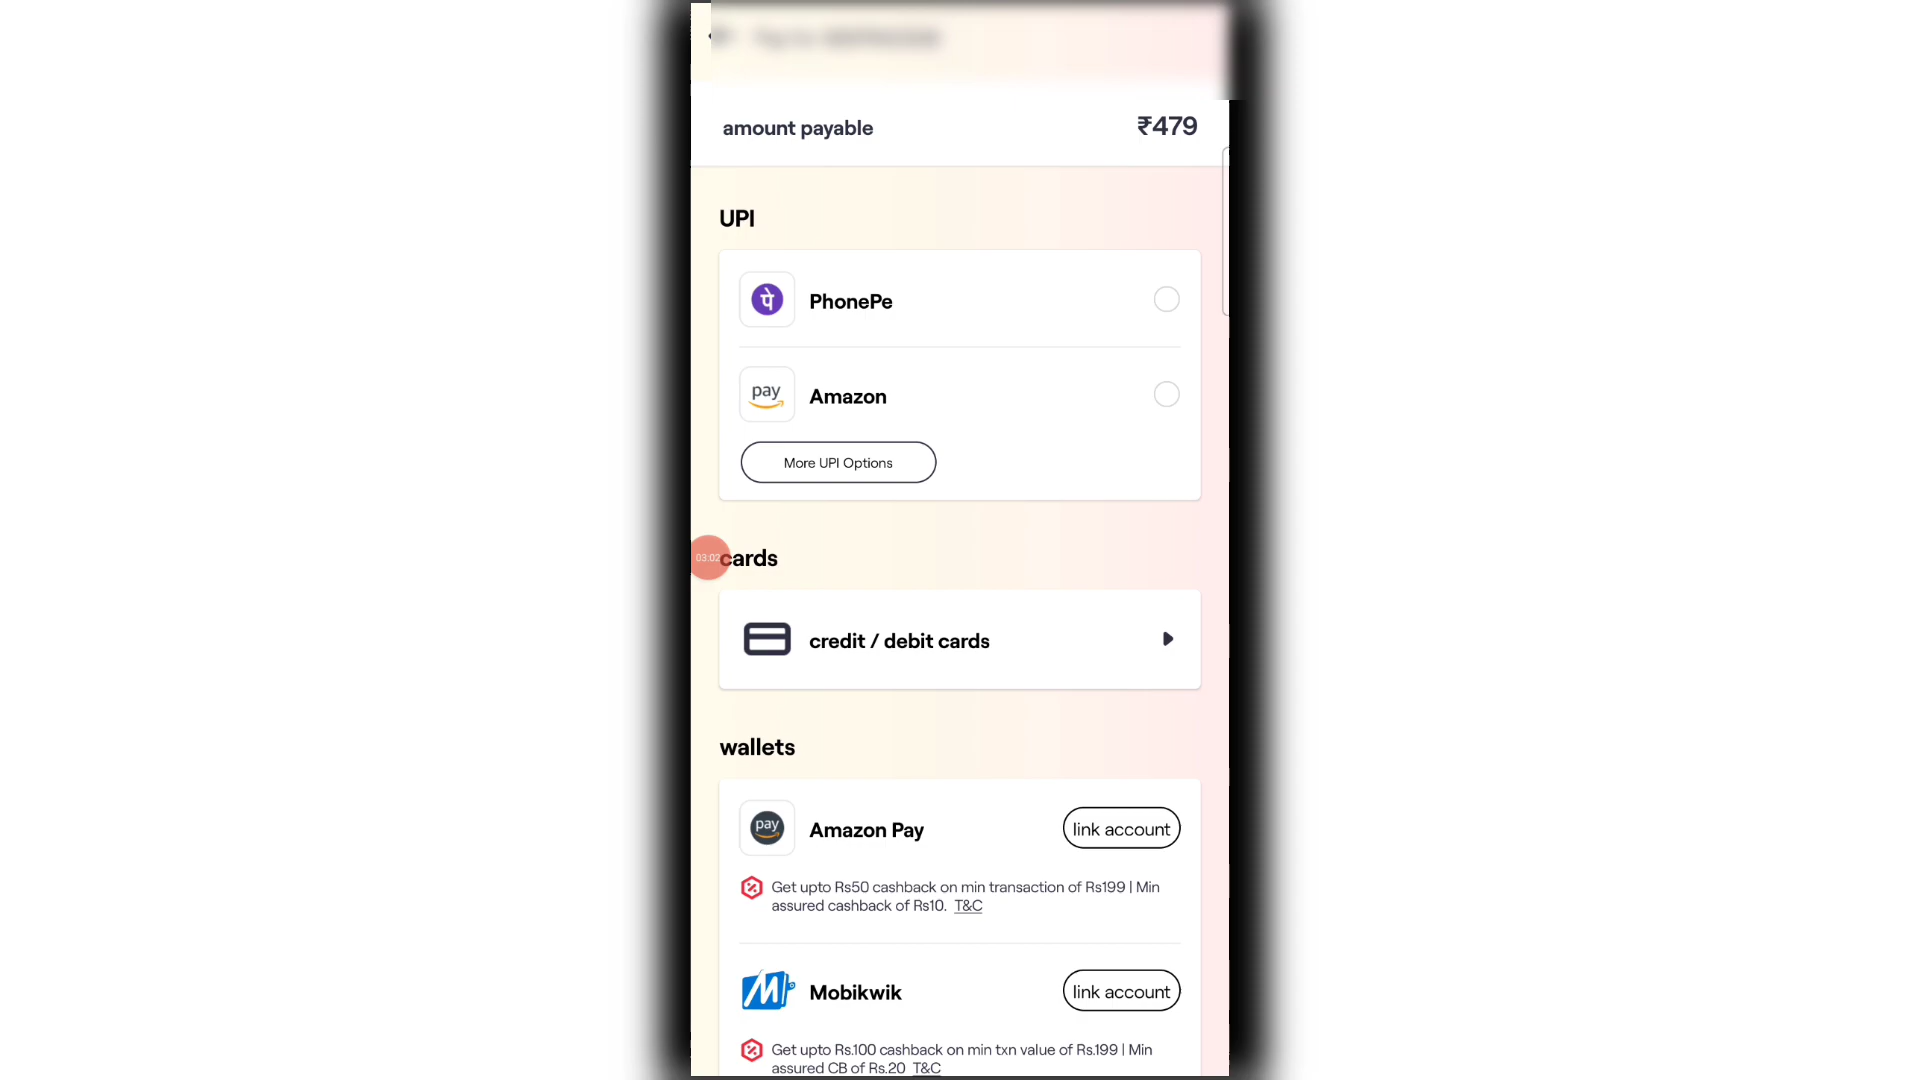 amount payable ₹479
UPI
पे PhonePe
pay Amazon
More UPI Options
03:02
cards
credit / debit cards
wallets
pay Amazon Pay link account
Get upto Rs50 cashback on min transaction of Rs199 | Min
assured cashback of Rs10. T&C
Mobikwik link account
Get upto Rs.100 cashback on min txn value of Rs.199 | Min
assured CB of Rs.20 T&C